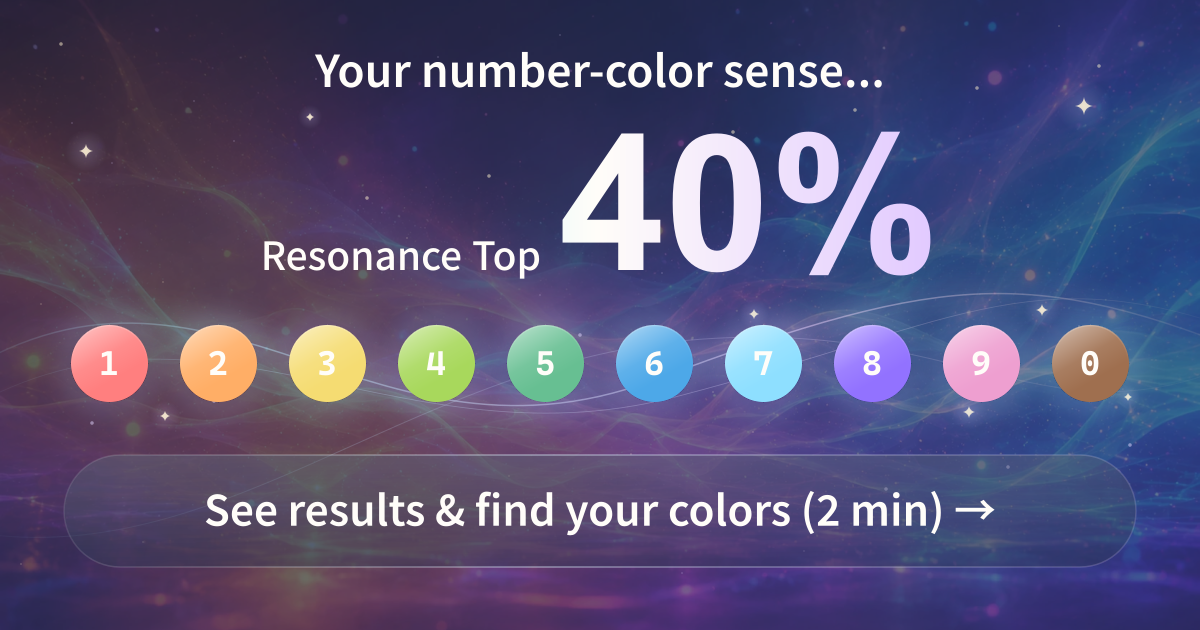 Your number-color sense...
Resonance Top 40%
1 2 3 4 5 6 7 8 9 0
See results & find your colors (2 min) →